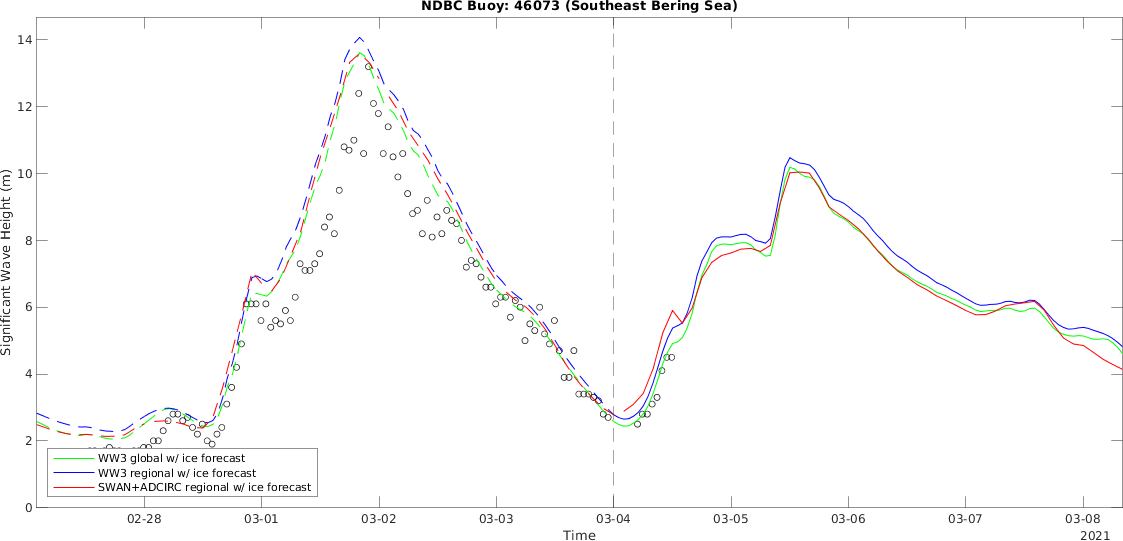 NDBC Buoy: 46073 (Southeast Bering Sea)
Significant Wave Height (m)
14
12
10
8
6
4
2
0
WW3 global w/ ice forecast
WW3 regional w/ ice forecast
SWAN+ADCIRC regional w/ ice forecast
02-28 03-01 03-02 03-03 03-04 03-05 03-06 03-07 03-08
Time
2021